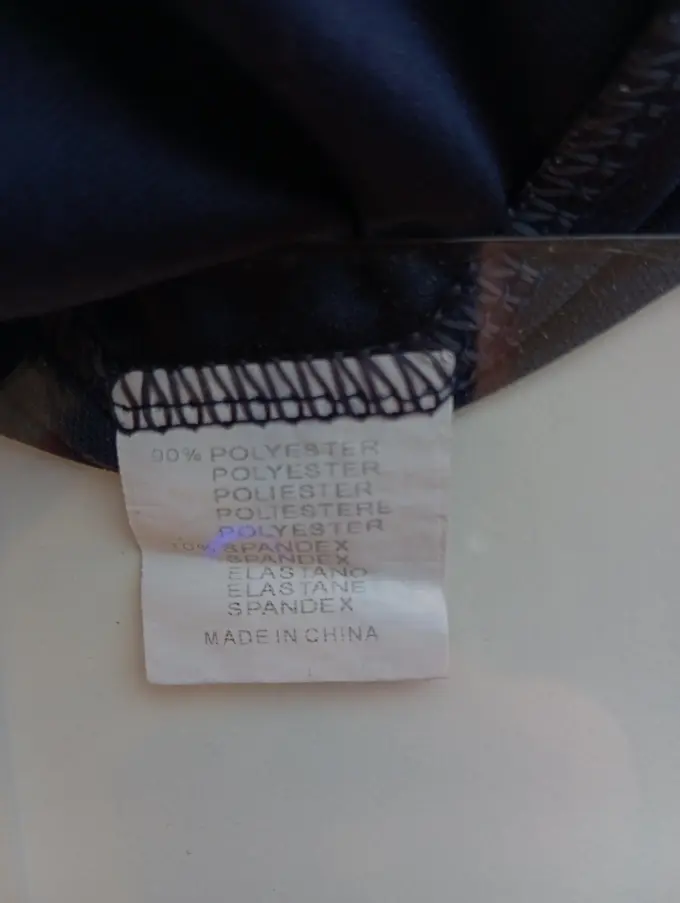 90% POLYESTER
POLYESTER
POLIESTER
POLIESTERE
POLYESTER
10% SPANDEX
SPANDEX
ELASTANO
ELASTANE
SPANDEX
MADE IN CHINA